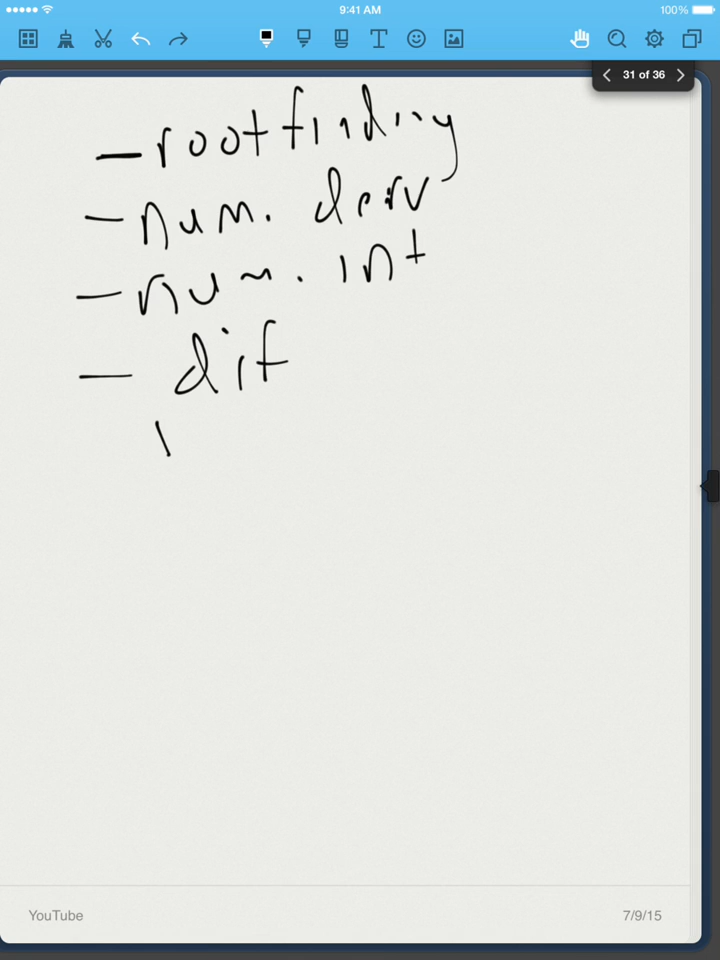 9:41 AM
100%
31 of 36
- root finding
- num. deriv
- num. int
- dif
YouTube
7/9/15